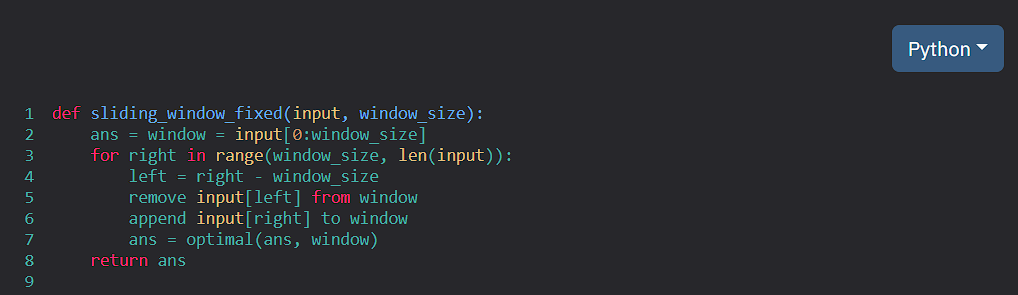 Python
1 def sliding_window_fixed(input, window_size):
2     ans = window = input[0:window_size]
3     for right in range(window_size, len(input)):
4         left = right - window_size
5         remove input[left] from window
6         append input[right] to window
7         ans = optimal(ans, window)
8     return ans
9